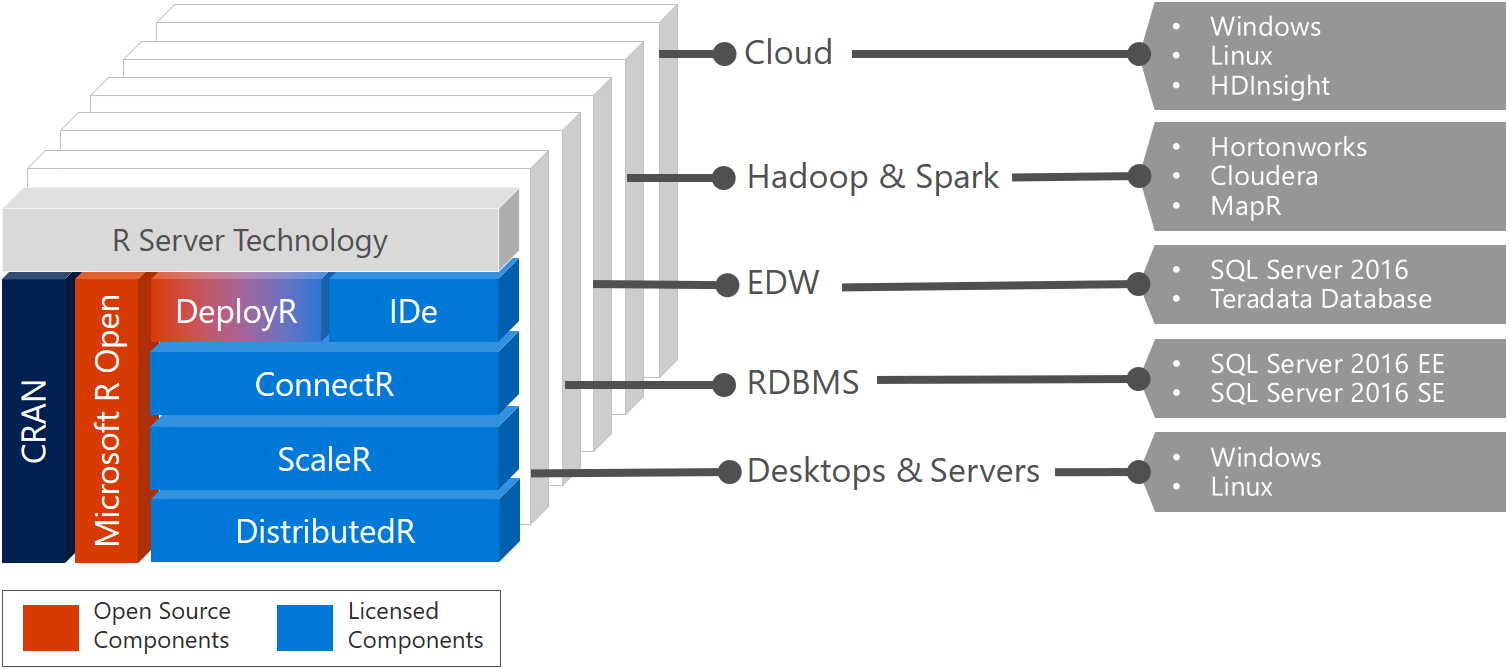 Cloud
• Windows
• Linux
• HDInsight
Hadoop & Spark
• Hortonworks
• Cloudera
• MapR
EDW
• SQL Server 2016
• Teradata Database
RDBMS
• SQL Server 2016 EE
• SQL Server 2016 SE
Desktops & Servers
• Windows
• Linux
R Server Technology
CRAN
Microsoft R Open
DeployR
IDe
ConnectR
ScaleR
DistributedR
Open Source
Components
Licensed
Components